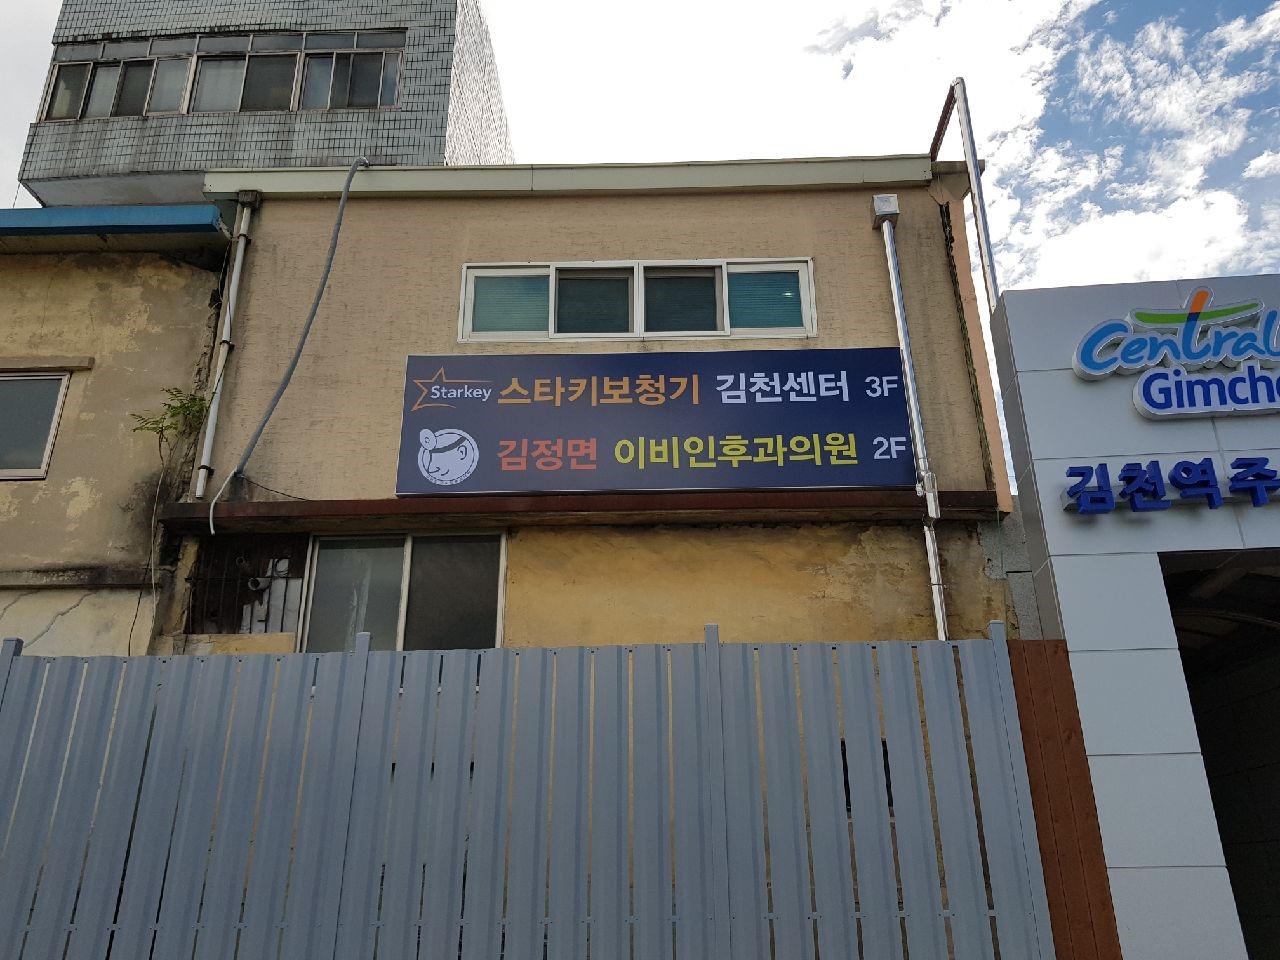 Starkey 스타키보청기 김천센터 3F
김정면 이비인후과의원 2F
Central
Gimche
김천역 주